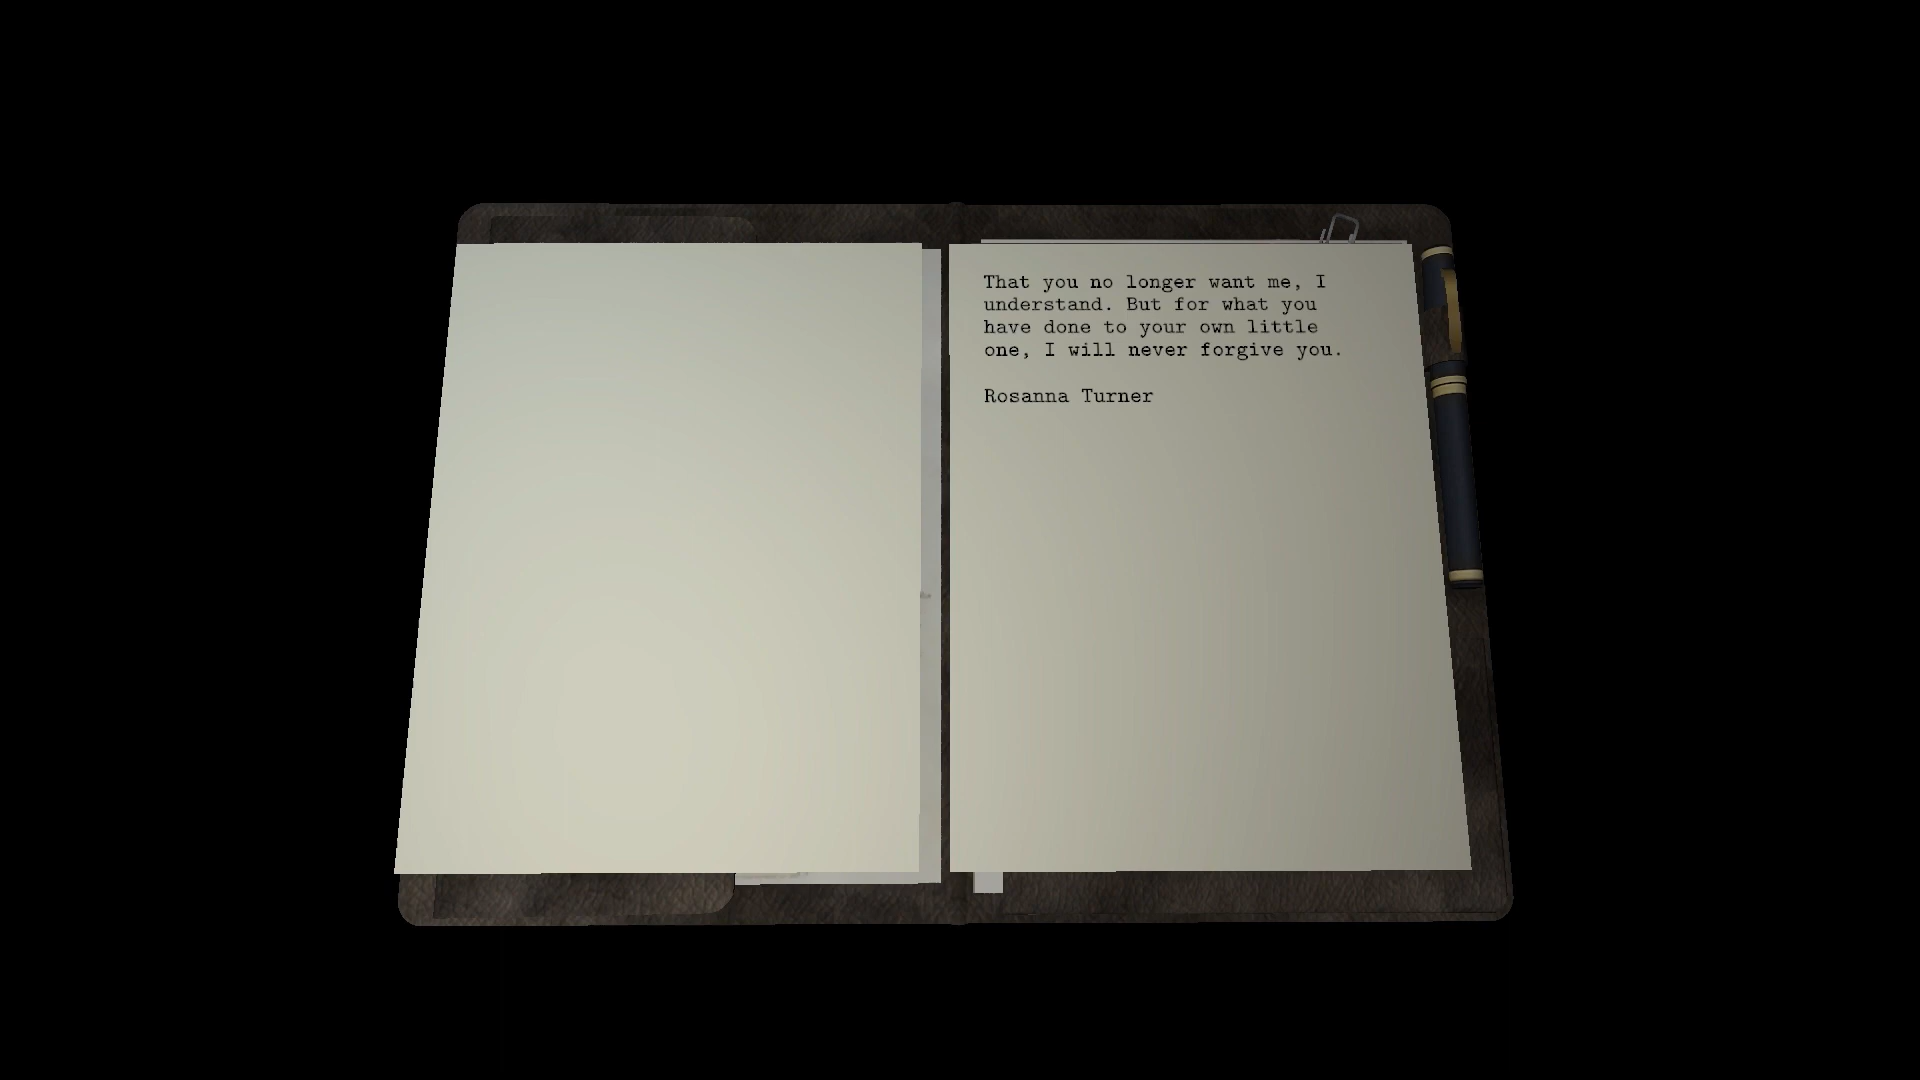 That you no longer want me, I
understand. But for what you
have done to your own little
one, I will never forgive you.
Rosanna Turner